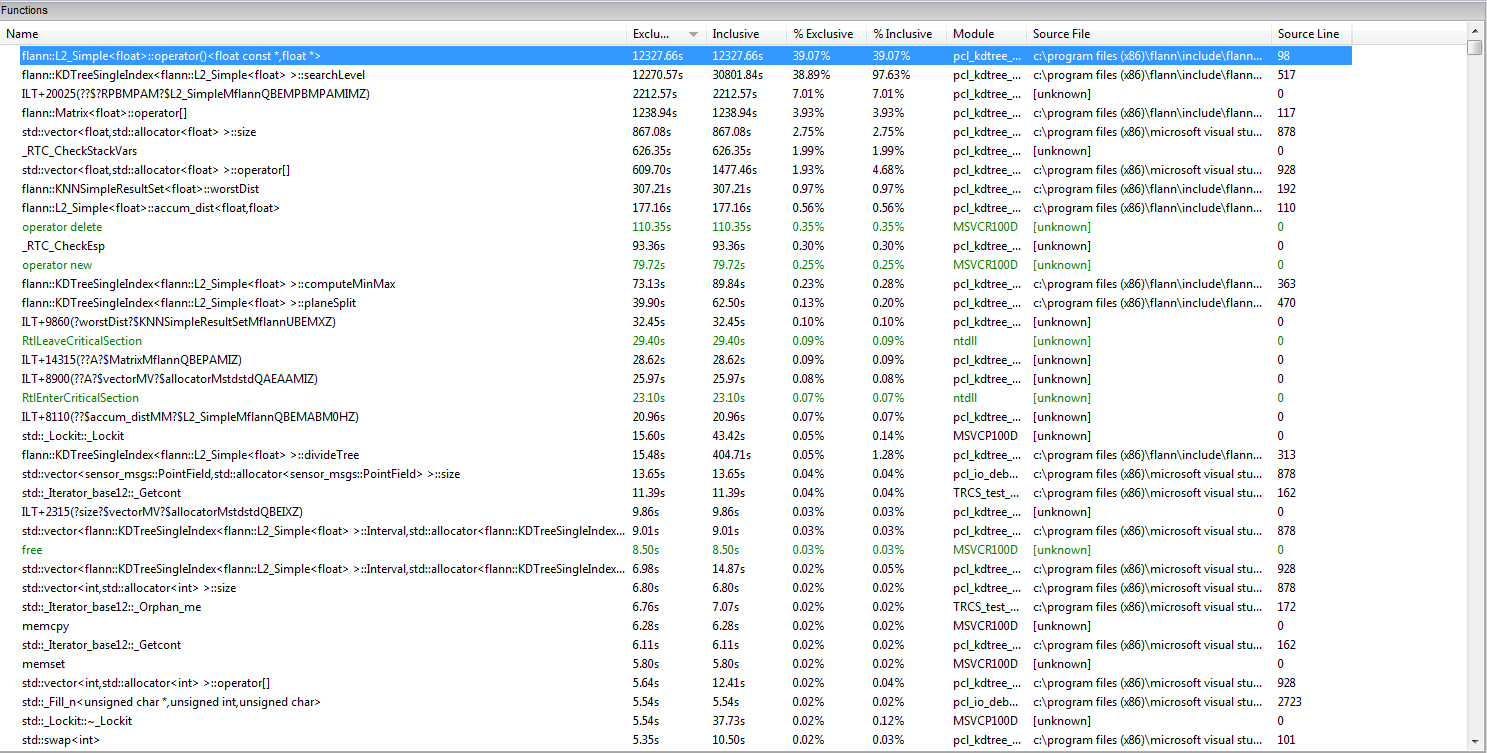 Functions
Name Exclu... Inclusive % Exclusive % Inclusive Module Source File Source Line
flann::L2_Simple<float>::operator()<float const *,float *> 12327.66s 12327.66s 39.07% 39.07% pcl_kdtree_... c:\program files (x86)\flann\include\flann... 98
flann::KDTreeSingleIndex<flann::L2_Simple<float> >::searchLevel 12270.57s 30801.84s 38.89% 97.63% pcl_kdtree_... c:\program files (x86)\flann\include\flann... 517
ILT+20025(??$?RPBMPAM?$L2_SimpleMflannQBEMPBMPAMIMZ) 2212.57s 2212.57s 7.01% 7.01% pcl_kdtree_... [unknown] 0
flann::Matrix<float>::operator[] 1238.94s 1238.94s 3.93% 3.93% pcl_kdtree_... c:\program files (x86)\flann\include\flann... 117
std::vector<float,std::allocator<float> >::size 867.08s 867.08s 2.75% 2.75% pcl_kdtree_... c:\program files (x86)\microsoft visual stu... 878
_RTC_CheckStackVars 626.35s 626.35s 1.99% 1.99% pcl_kdtree_... [unknown] 0
std::vector<float,std::allocator<float> >::operator[] 609.70s 1477.46s 1.93% 4.68% pcl_kdtree_... c:\program files (x86)\microsoft visual stu... 928
flann::KNNSimpleResultSet<float>::worstDist 307.21s 307.21s 0.97% 0.97% pcl_kdtree_... c:\program files (x86)\flann\include\flann... 192
flann::L2_Simple<float>::accum_dist<float,float> 177.16s 177.16s 0.56% 0.56% pcl_kdtree_... c:\program files (x86)\flann\include\flann... 110
operator delete 110.35s 110.35s 0.35% 0.35% MSVCR100D [unknown] 0
_RTC_CheckEsp 93.36s 93.36s 0.30% 0.30% pcl_kdtree_... [unknown] 0
operator new 79.72s 79.72s 0.25% 0.25% MSVCR100D [unknown] 0
flann::KDTreeSingleIndex<flann::L2_Simple<float> >::computeMinMax 73.13s 89.84s 0.23% 0.28% pcl_kdtree_... c:\program files (x86)\flann\include\flann... 363
flann::KDTreeSingleIndex<flann::L2_Simple<float> >::planeSplit 39.90s 62.50s 0.13% 0.20% pcl_kdtree_... c:\program files (x86)\flann\include\flann... 470
ILT+9860(?worstDist?$KNNSimpleResultSetMflannUBEMXZ) 32.45s 32.45s 0.10% 0.10% pcl_kdtree_... [unknown] 0
RtlLeaveCriticalSection 29.40s 29.40s 0.09% 0.09% ntdll [unknown] 0
ILT+14315(??A?$MatrixMflannQBEPAMIZ) 28.62s 28.62s 0.09% 0.09% pcl_kdtree_... [unknown] 0
ILT+8900(??A?$vectorMV?$allocatorMstdstdQAEAAMIZ) 25.97s 25.97s 0.08% 0.08% pcl_kdtree_... [unknown] 0
RtlEnterCriticalSection 23.10s 23.10s 0.07% 0.07% ntdll [unknown] 0
ILT+8110(??$accum_distMM?$L2_SimpleMflannQBEMABM0HZ) 20.96s 20.96s 0.07% 0.07% pcl_kdtree_... [unknown] 0
std::_Lockit::_Lockit 15.60s 43.42s 0.05% 0.14% MSVCP100D [unknown] 0
flann::KDTreeSingleIndex<flann::L2_Simple<float> >::divideTree 15.48s 404.71s 0.05% 1.28% pcl_kdtree_... c:\program files (x86)\flann\include\flann... 313
std::vector<sensor_msgs::PointField,std::allocator<sensor_msgs::PointField> >::size 13.65s 13.65s 0.04% 0.04% pcl_io_deb... c:\program files (x86)\microsoft visual stu... 878
std::_Iterator_base12::_Getcont 11.39s 11.39s 0.04% 0.04% TRCS_test_... c:\program files (x86)\microsoft visual stu... 162
ILT+2315(?size?$vectorMV?$allocatorMstdstdQBEIXZ) 9.86s 9.86s 0.03% 0.03% pcl_kdtree_... [unknown] 0
std::vector<flann::KDTreeSingleIndex<flann::L2_Simple<float> >::Interval,std::allocator<flann::KDTreeSingleIndex... 9.01s 9.01s 0.03% 0.03% pcl_kdtree_... c:\program files (x86)\microsoft visual stu... 878
free 8.50s 8.50s 0.03% 0.03% MSVCR100D [unknown] 0
std::vector<flann::KDTreeSingleIndex<flann::L2_Simple<float> >::Interval,std::allocator<flann::KDTreeSingleIndex... 6.98s 14.87s 0.02% 0.05% pcl_kdtree_... c:\program files (x86)\microsoft visual stu... 928
std::vector<int,std::allocator<int> >::size 6.80s 6.80s 0.02% 0.02% pcl_kdtree_... c:\program files (x86)\microsoft visual stu... 878
std::_Iterator_base12::_Orphan_me 6.76s 7.07s 0.02% 0.02% TRCS_test_... c:\program files (x86)\microsoft visual stu... 172
memcpy 6.28s 6.28s 0.02% 0.02% MSVCR100D [unknown] 0
std::_Iterator_base12::_Getcont 6.11s 6.11s 0.02% 0.02% pcl_kdtree_... c:\program files (x86)\microsoft visual stu... 162
memset 5.80s 5.80s 0.02% 0.02% MSVCR100D [unknown] 0
std::vector<int,std::allocator<int> >::operator[] 5.64s 12.41s 0.02% 0.04% pcl_kdtree_... c:\program files (x86)\microsoft visual stu... 928
std::_Fill_n<unsigned char *,unsigned int,unsigned char> 5.54s 5.54s 0.02% 0.02% pcl_io_deb... c:\program files (x86)\microsoft visual stu... 2723
std::_Lockit::~_Lockit 5.54s 37.73s 0.02% 0.12% MSVCP100D [unknown] 0
std::swap<int> 5.35s 10.50s 0.02% 0.03% pcl_kdtree_... c:\program files (x86)\microsoft visual stu... 101